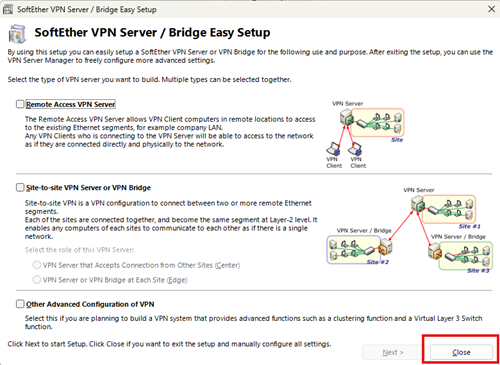 SoftEther VPN Server / Bridge Easy Setup
SoftEther VPN Server / Bridge Easy Setup
By using this setup you can easily setup a SoftEther VPN Server or VPN Bridge for the following use and purpose. After exiting the setup, you can use the
VPN Server Manager to freely configure more advanced settings.
Select the type of VPN server you want to build. Multiple types can be selected together.
Remote Access VPN Server
The Remote Access VPN Server allows VPN Client computers in remote locations to access
to the existing Ethernet segments, for example company LAN.
Any VPN Clients who is connecting to the VPN Server will be able to access to the network
as if they are connected directly and physically to the network.
VPN Server
Site
VPN
Client
VPN
Client
Site-to-site VPN Server or VPN Bridge
Site-to-site VPN is a VPN configuration to connect between two or more remote Ethernet
segments.
Each of the sites are connected together, and become the same segment at Layer-2 level. It
enables any computers of each sites to communicate to each other as if there is a single
network.
Select the role of this VPN Server:
VPN Server that Accepts Connection from Other Sites (Center)
VPN Server or VPN Bridge at Each Site (Edge)
VPN Server
Site #1
VPN Server / Bridge
Site #2
VPN Server / Bridge
Site #3
Other Advanced Configuration of VPN
Select this if you are planning to build a VPN system that provides advanced functions such as a clustering function and a Virtual Layer 3 Switch
function.
Click Next to start Setup. Click Close if you want to exit the setup and manually configure all settings.
Next >
Close